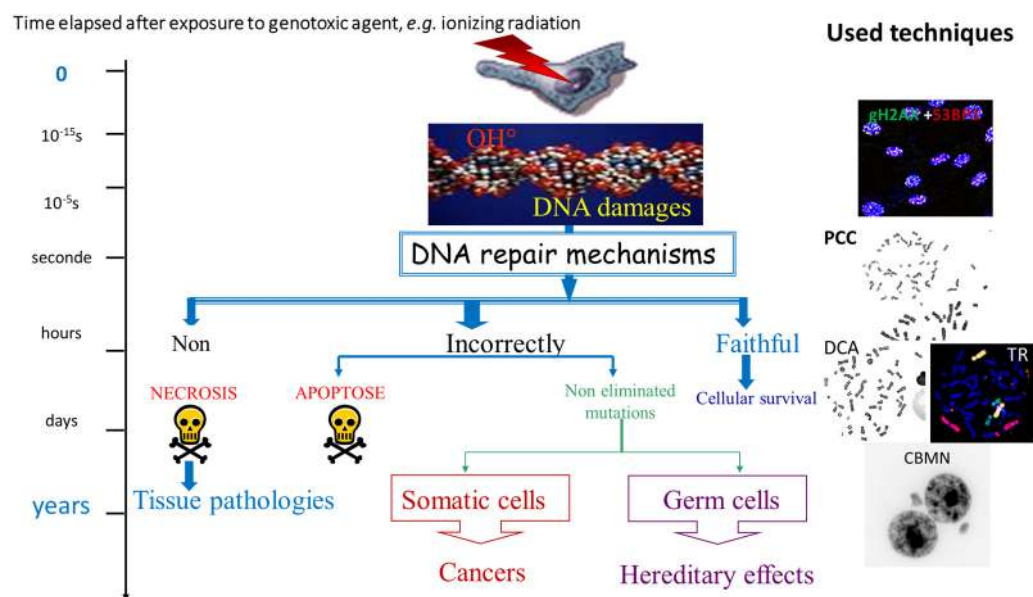 Time elapsed after exposure to genotoxic agent, e.g. ionizing radiation
Used techniques
0
10⁻¹⁵s
10⁻⁵s
seconde
hours
days
years
OH°
DNA damages
DNA repair mechanisms
Non
Incorrectly
Faithful
NECROSIS
APOPTOSE
Non eliminated
mutations
Cellular survival
Tissue pathologies
Somatic cells
Germ cells
Cancers
Hereditary effects
gH2AX +53BP1
PCC
DCA
TR
CBMN